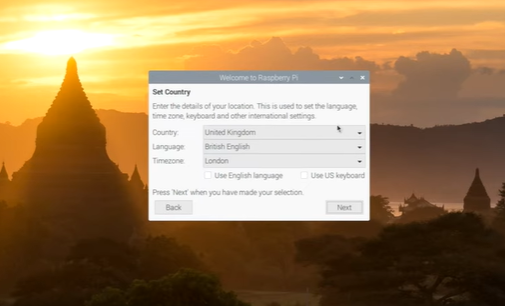 Welcome to Raspberry Pi
Set Country
Enter the details of your location. This is used to set the language,
time zone, keyboard and other international settings.
Country: United Kingdom
Language: British English
Timezone: London
Use English language Use US keyboard
Press 'Next' when you have made your selection.
Back Next